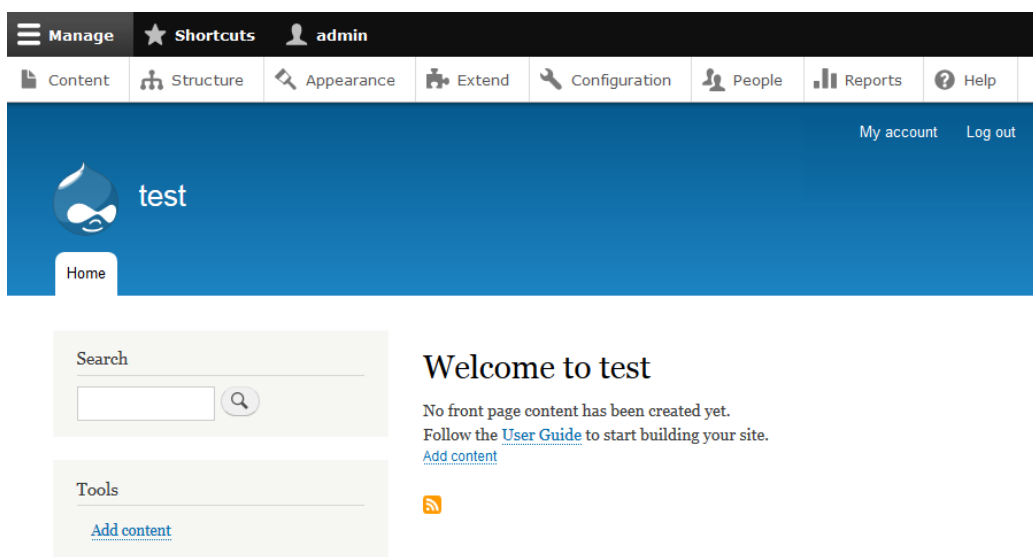 Manage Shortcuts admin
Content Structure Appearance Extend Configuration People Reports Help
My account Log out
test
Home
Search
Welcome to test
No front page content has been created yet.
Follow the User Guide to start building your site.
Add content
Tools
Add content